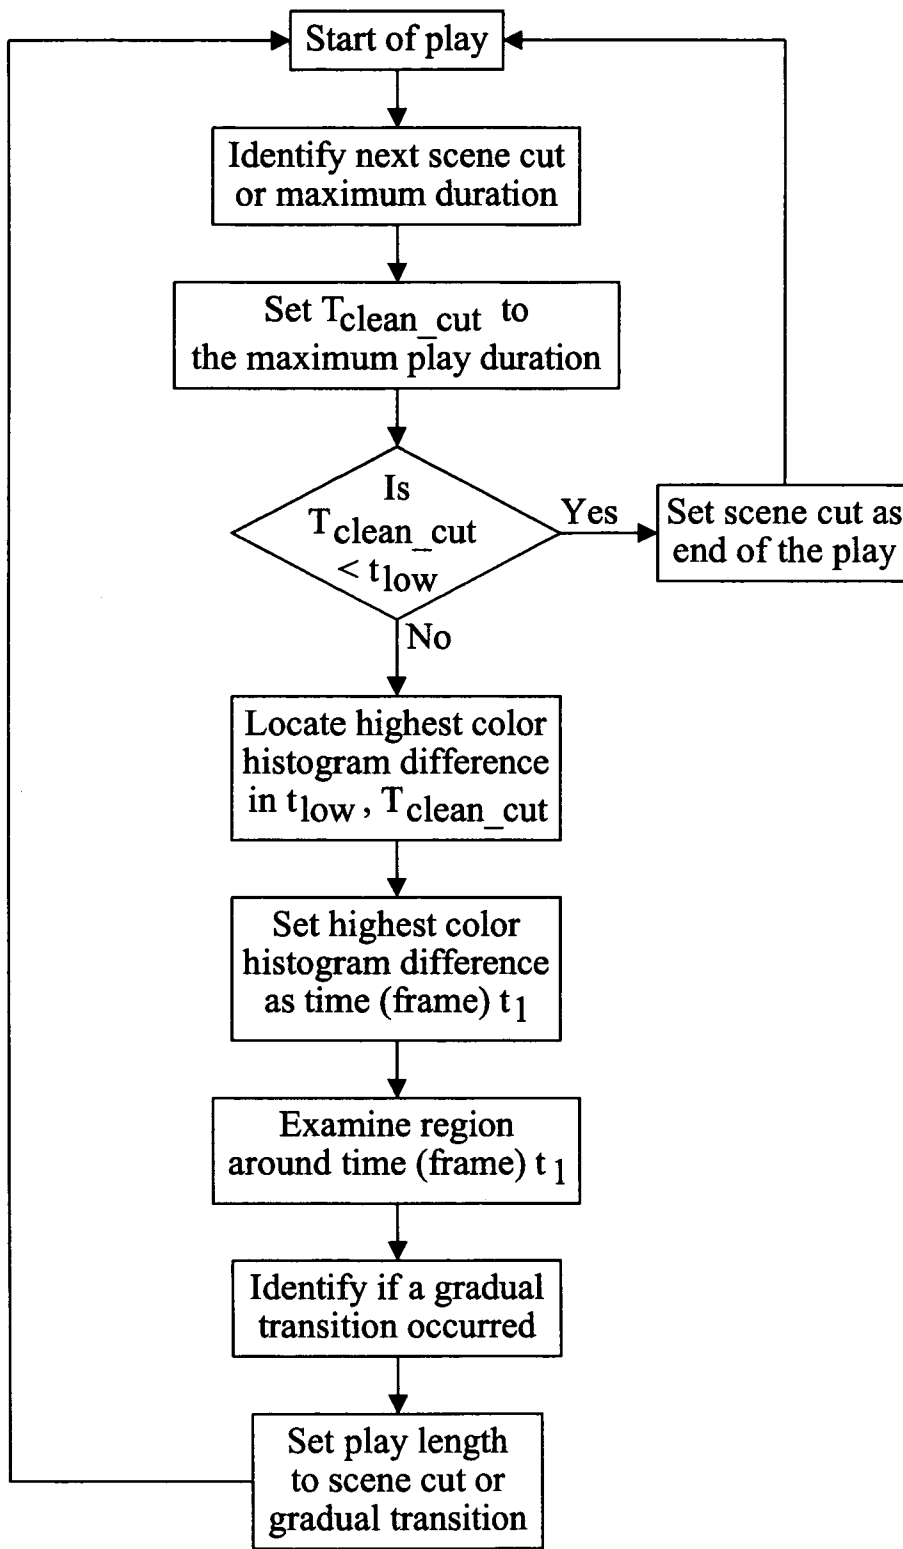 Start of play
Identify next scene cut
or maximum duration
Set Tclean_cut to
the maximum play duration
Is
Tclean_cut
< tlow
Yes
Set scene cut as
end of the play
No
Locate highest color
histogram difference
in tlow, Tclean_cut
Set highest color
histogram difference
as time (frame) t1
Examine region
around time (frame) t1
Identify if a gradual
transition occurred
Set play length
to scene cut or
gradual transition